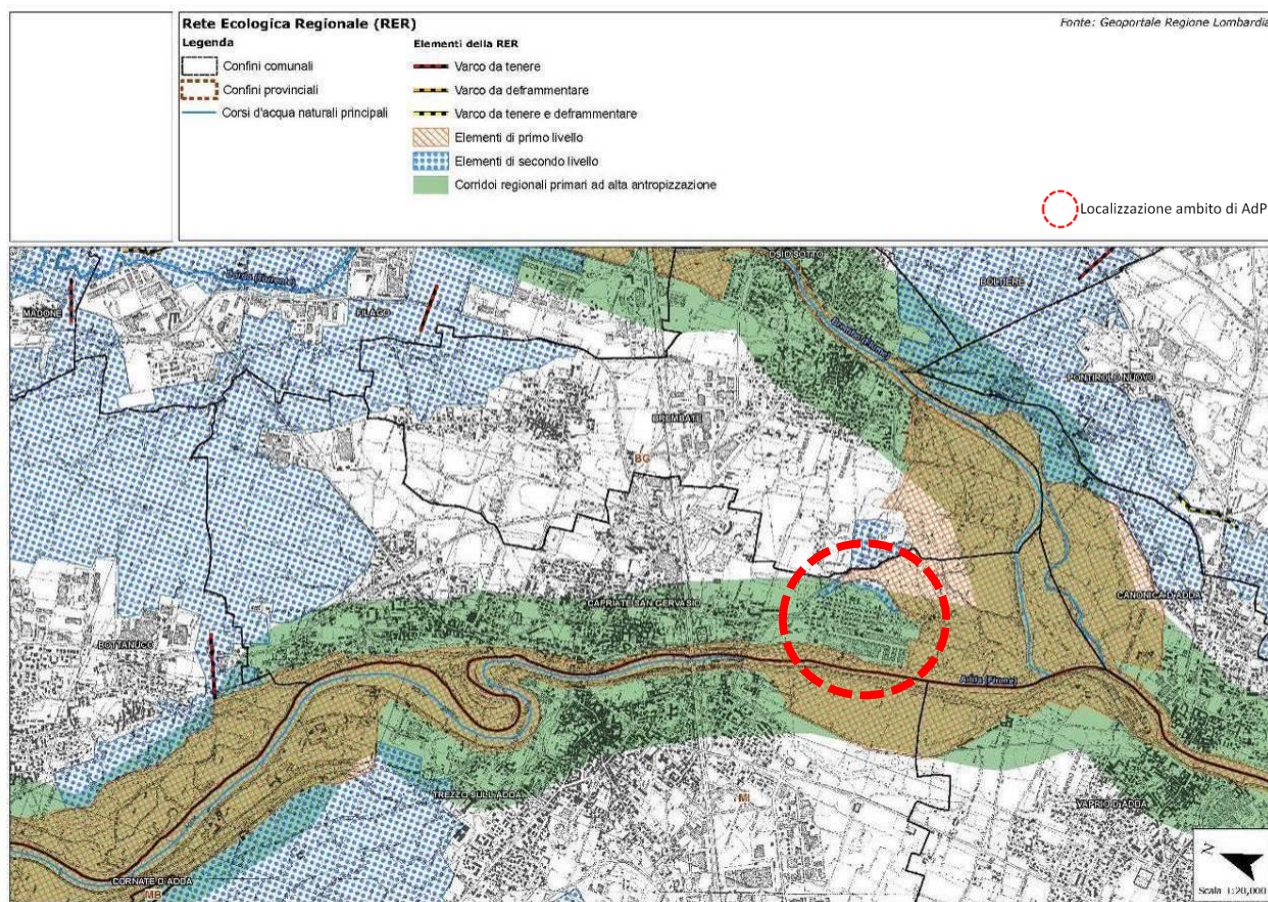 Rete Ecologica Regionale (RER)
Fonte: Geoportale Regione Lombardia
Legenda
Confini comunali
Confini provinciali
Corsi d'acqua naturali principali
Elementi della RER
Varco da tenere
Varco da deframmentare
Varco da tenere e deframmentare
Elementi di primo livello
Elementi di secondo livello
Corridoi regionali primari ad alta antropizzazione
Localizzazione ambito di AdP
OSIO SOTTO
BOLTIERE
MADONE
FILAGO
PONTIROLO NUOVO
BREMBATE
BG
CANONICA D'ADDA
CAPRIATE SAN GERVASIO
BOTTANUCO
Adda (Fiume)
TREZZO SULL'ADDA
MI
VAPRIO D'ADDA
CORNATE D'ADDA
MB
N
Scala 1:20,000